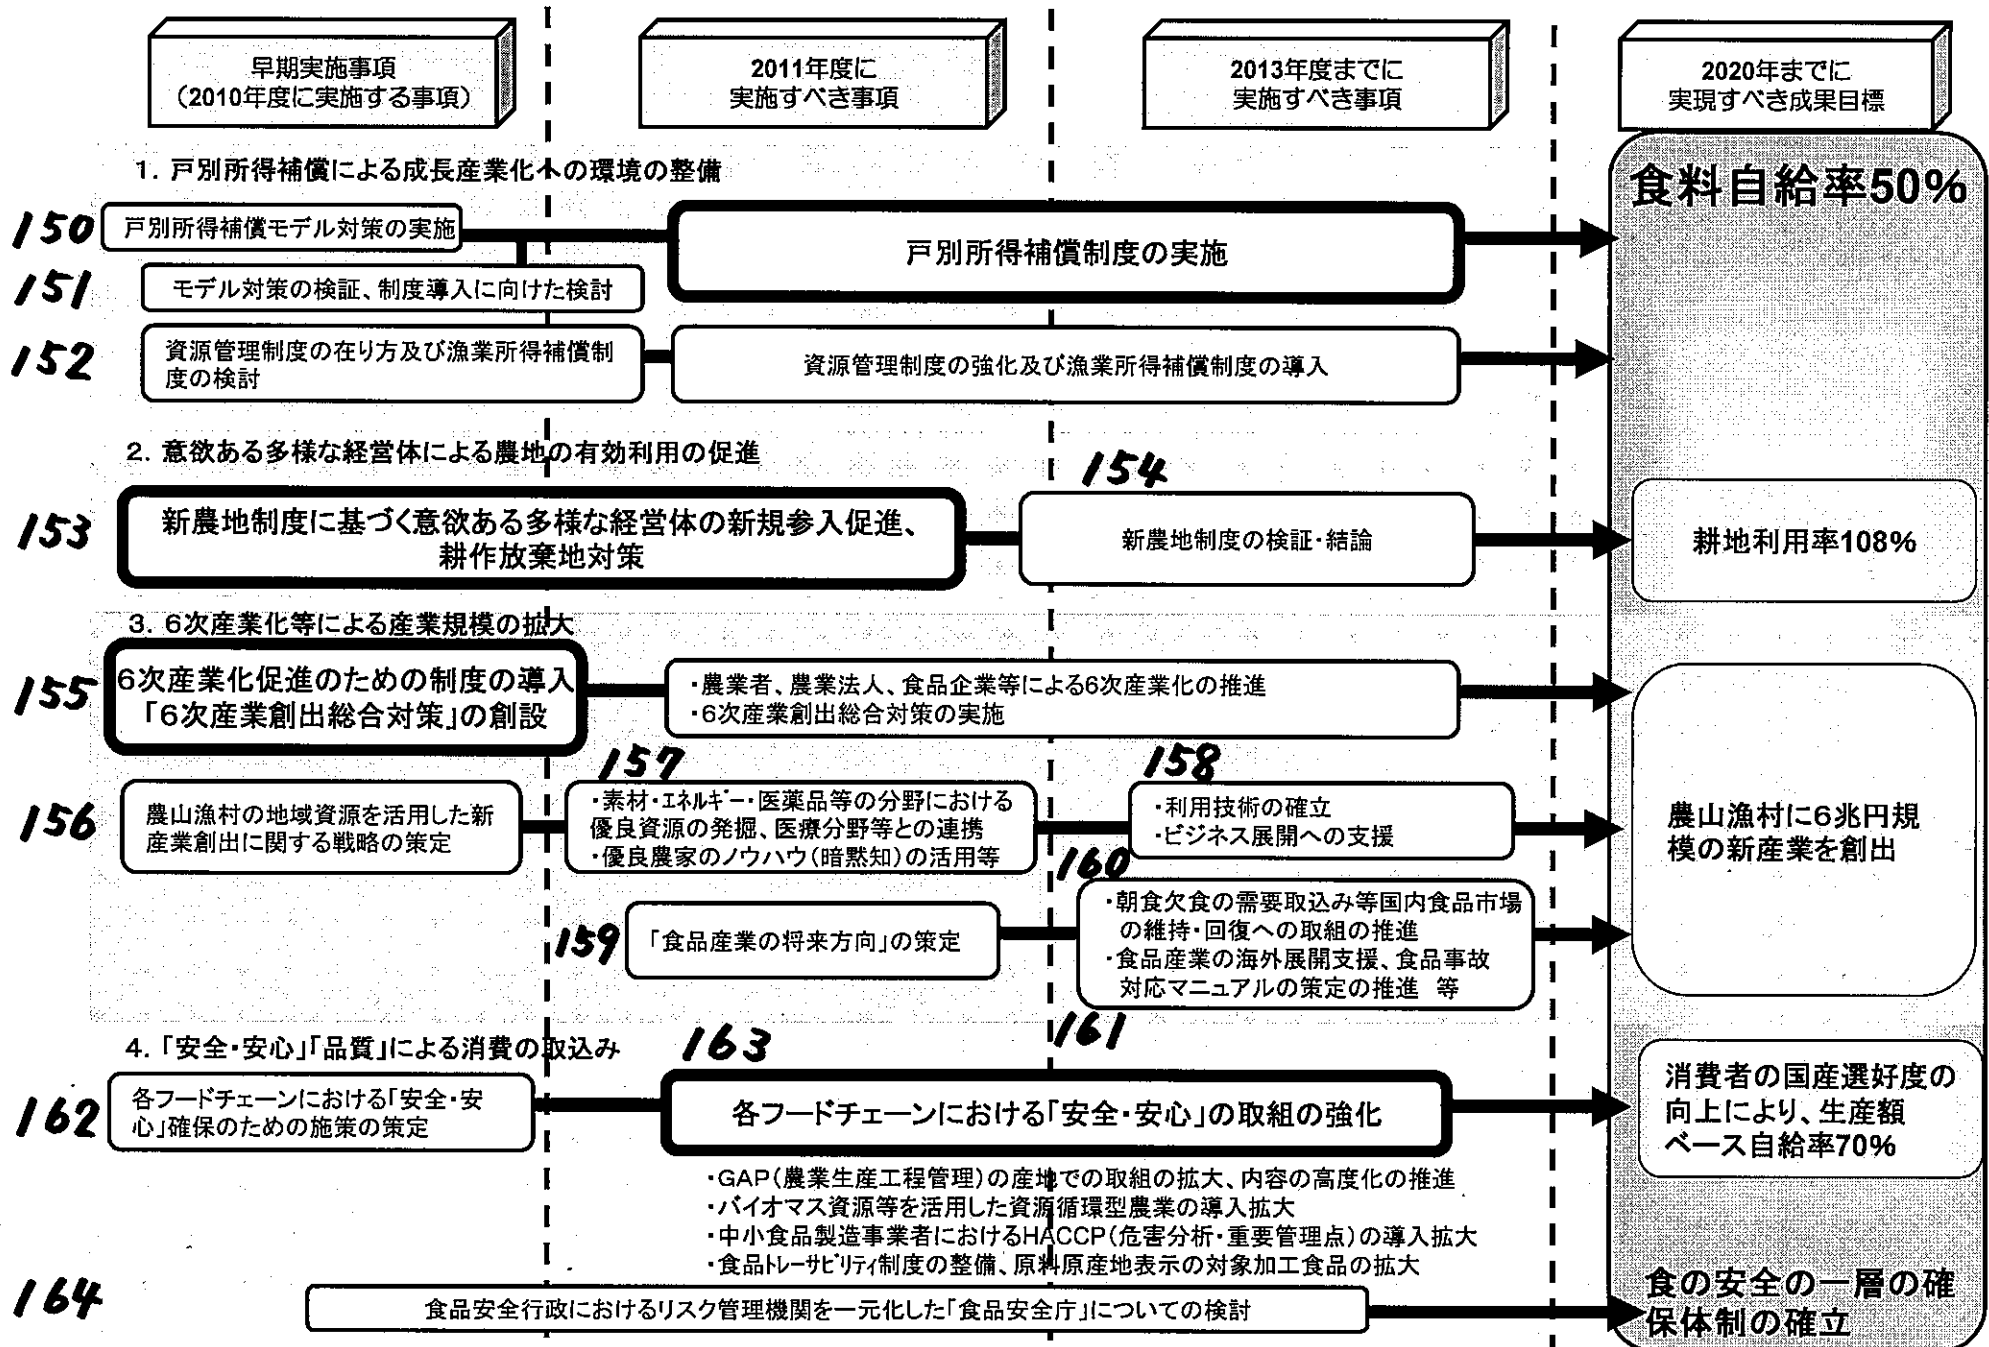 早期実施事項
（2010年度に実施する事項）
2011年度に
実施すべき事項
2013年度までに
実施すべき事項
2020年までに
実現すべき成果目標
1．戸別所得補償による成長産業化への環境の整備
食料自給率50%
150
戸別所得補償モデル対策の実施
戸別所得補償制度の実施
151
モデル対策の検証、制度導入に向けた検討
152
資源管理制度の在り方及び漁業所得補償制
度の検討
資源管理制度の強化及び漁業所得補償制度の導入
2．意欲ある多様な経営体による農地の有効利用の促進
154
153
新農地制度に基づく意欲ある多様な経営体の新規参入促進、
耕作放棄地対策
新農地制度の検証・結論
耕地利用率108%
3．6次産業化等による産業規模の拡大
155
6次産業化促進のための制度の導入
「6次産業創出総合対策」の創設
・農業者、農業法人、食品企業等による6次産業化の推進
・6次産業創出総合対策の実施
157
158
156
農山漁村の地域資源を活用した新
産業創出に関する戦略の策定
・素材・エネルギー・医薬品等の分野における
優良資源の発掘、医療分野等との連携
・優良農家のノウハウ（暗黙知）の活用等
・利用技術の確立
・ビジネス展開への支援
農山漁村に6兆円規
模の新産業を創出
160
159
「食品産業の将来方向」の策定
・朝食欠食の需要取込み等国内食品市場
の維持・回復への取組の推進
・食品産業の海外展開支援、食品事故
対応マニュアルの策定の推進　等
161
4．「安全・安心」「品質」による消費の取込み
163
162
各フードチェーンにおける「安全・安
心」確保のための施策の策定
各フードチェーンにおける「安全・安心」の取組の強化
消費者の国産選好度の
向上により、生産額
ベース自給率70%
・GAP（農業生産工程管理）の産地での取組の拡大、内容の高度化の推進
・バイオマス資源等を活用した資源循環型農業の導入拡大
・中小食品製造事業者におけるHACCP（危害分析・重要管理点）の導入拡大
・食品トレーサビリティ制度の整備、原料原産地表示の対象加工食品の拡大
164
食品安全行政におけるリスク管理機関を一元化した「食品安全庁」についての検討
食の安全の一層の確
保体制の確立